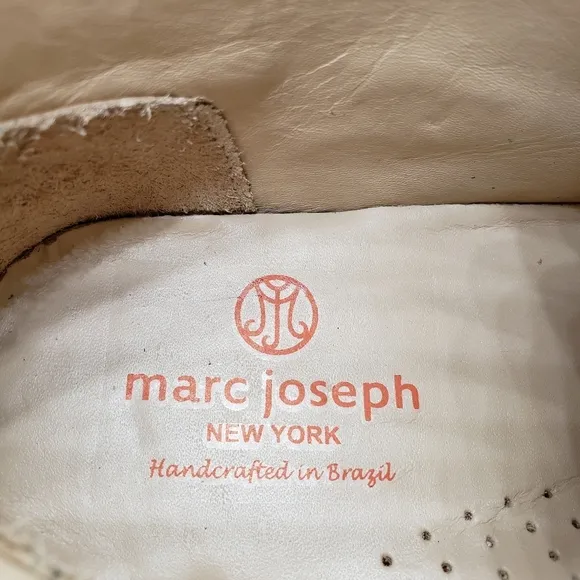 marc joseph
NEW YORK
Handcrafted in Brazil